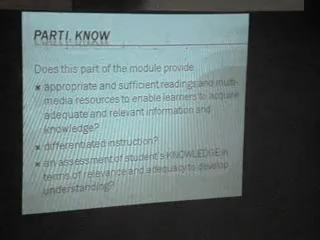 PART I. KNOW
Does this part of the module provide
appropriate and sufficient readings and multi-
media resources to enable learners to acquire
adequate and relevant information and
knowledge?
differentiated instruction?
an assessment of student's KNOWLEDGE in
terms of relevance and adequacy to develop
understanding?